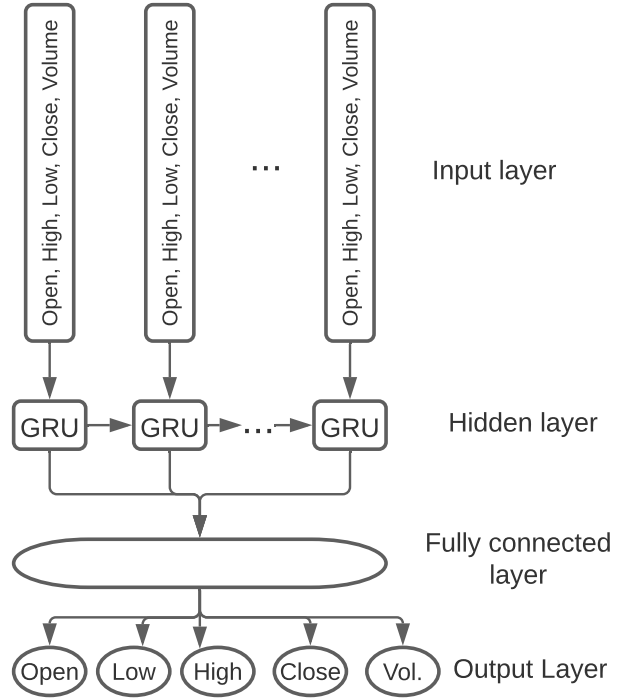 Open, High, Low, Close, Volume
Open, High, Low, Close, Volume
...
Open, High, Low, Close, Volume
Input layer
GRU
GRU
...
GRU
Hidden layer
Fully connected
layer
Open
Low
High
Close
Vol.
Output Layer